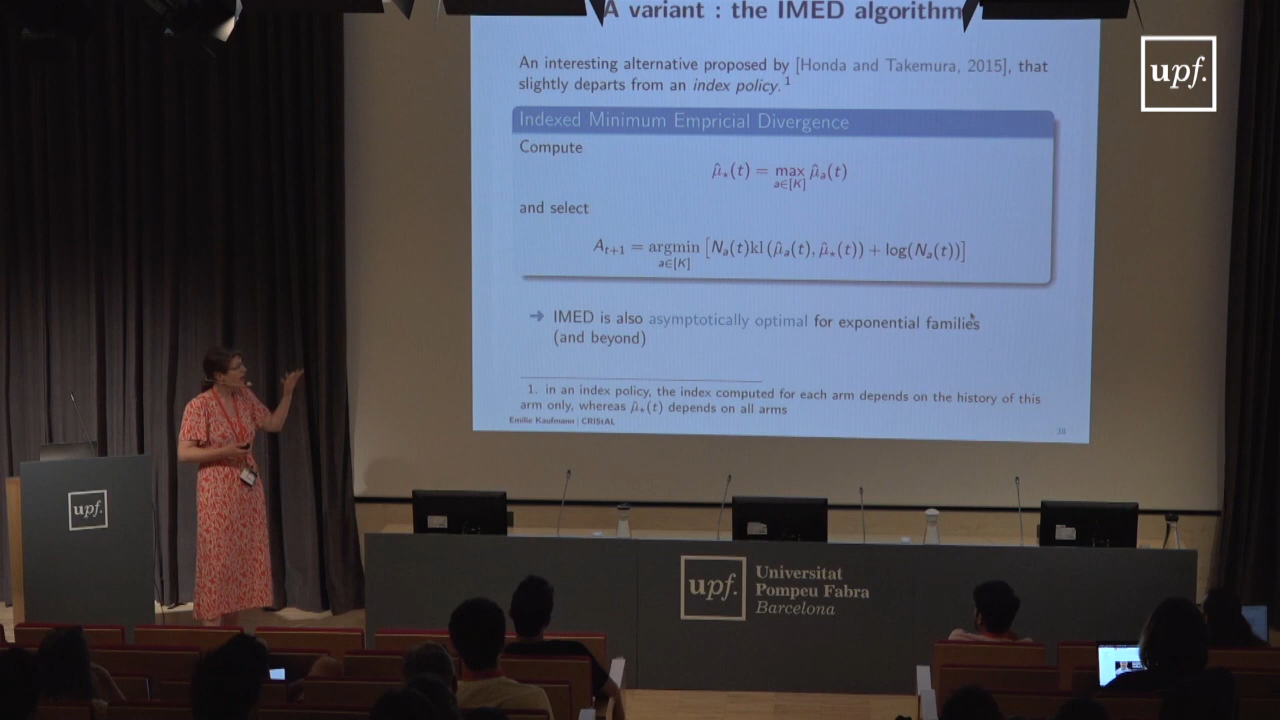 A variant : the IMED algorithm
upf.
An interesting alternative proposed by [Honda and Takemura, 2015], that
slightly departs from an index policy. 1
Indexed Minimum Empricial Divergence
Compute
μ̂⋆(t) = max μ̂a(t)
a∈[K]
and select
At+1 = argmin [Na(t)kl (μ̂a(t), μ̂⋆(t)) + log(Na(t))]
a∈[K]
➔ IMED is also asymptotically optimal for exponential families
(and beyond)
1. in an index policy, the index computed for each arm depends on the history of this
arm only, whereas μ̂⋆(t) depends on all arms
Emilie Kaufmann | CRIStAL
38
upf.
upf.
Universitat
Pompeu Fabra
Barcelona